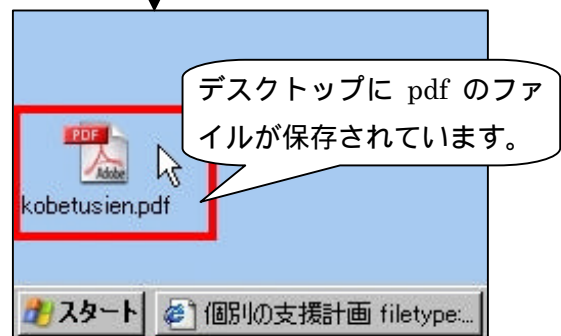 デスクトップに pdf のファ
イルが保存されています。
PDF
Adobe
kobetusien.pdf
スタート
個別の支援計画 filetype:...